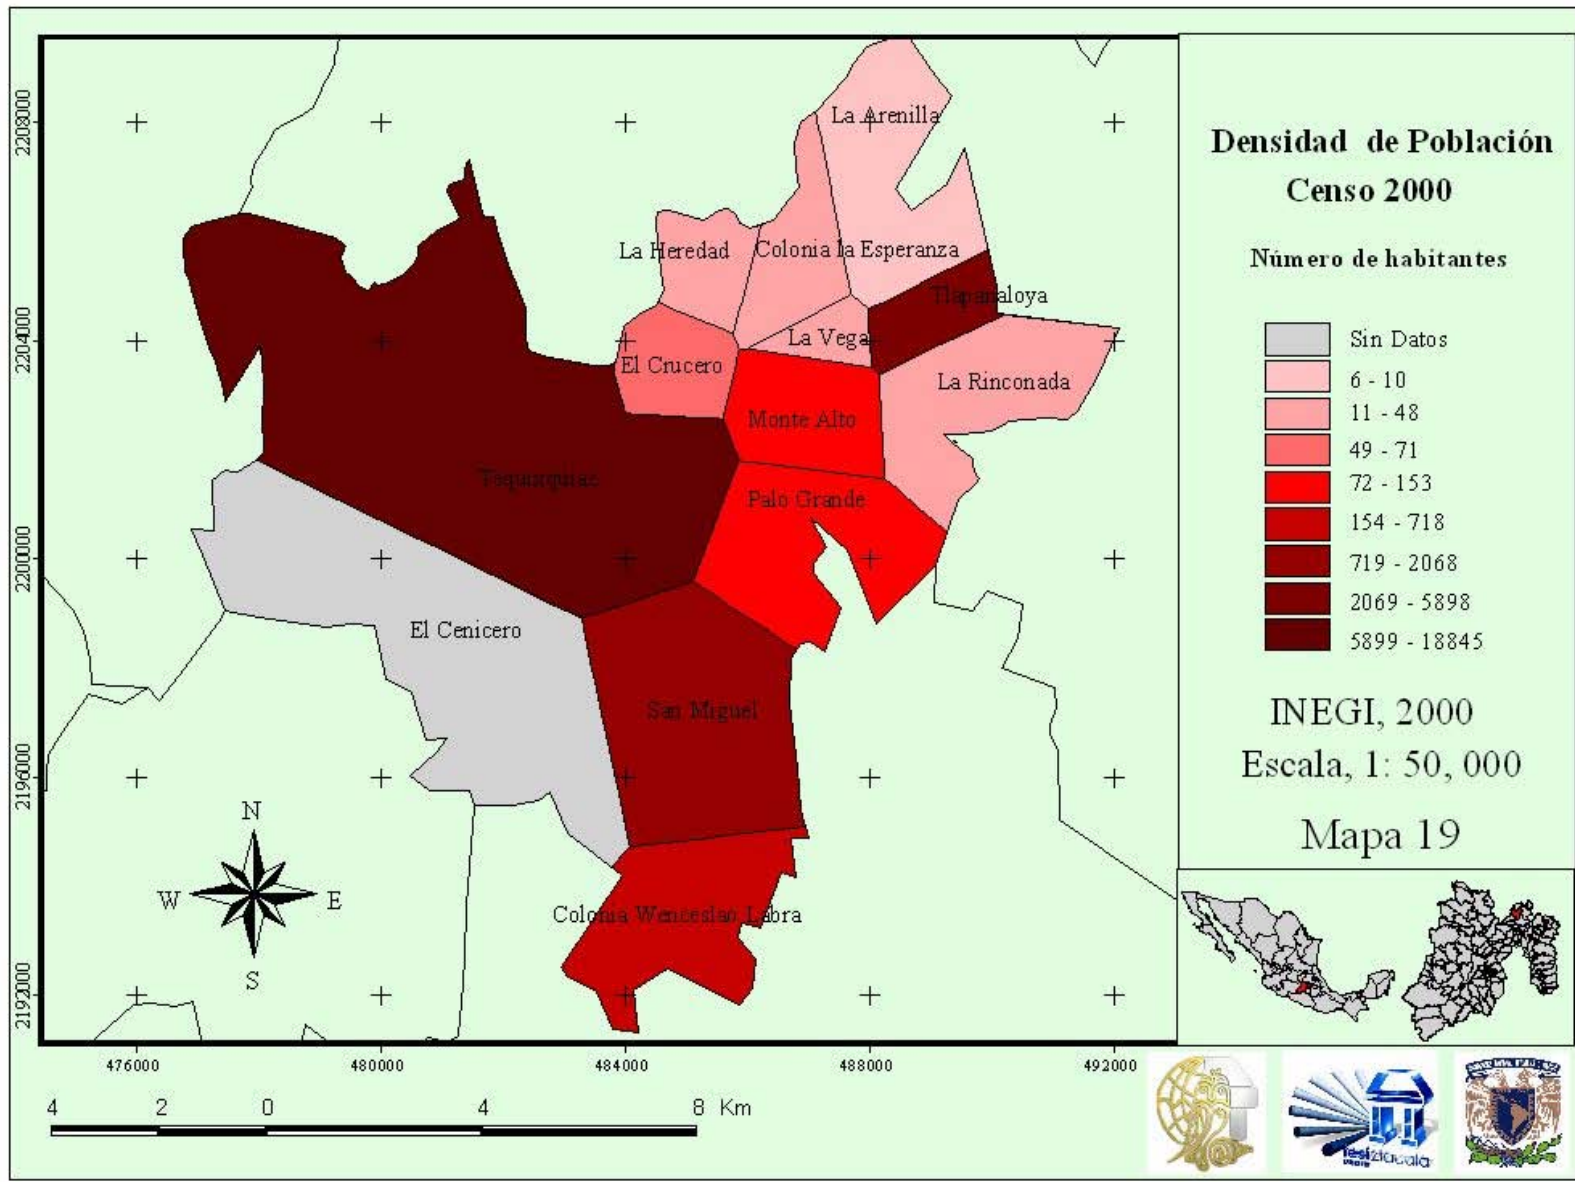 La Arenilla
La Heredad
Colonia la Esperanza
Tlapanaloya
La Vega
El Crucero
La Rinconada
Monte Alto
Tequixquiac
Palo Grande
El Cenicero
San Miguel
Colonia Wenceslao Labra
2208000
2204000
2200000
2196000
2192000
476000
480000
484000
488000
492000
N
W
E
S
4 2 0 4 8 Km
Densidad de Población
Censo 2000
Número de habitantes
Sin Datos
6 - 10
11 - 48
49 - 71
72 - 153
154 - 718
719 - 2068
2069 - 5898
5899 - 18845
INEGI, 2000
Escala, 1: 50, 000
Mapa 19
fesiztacala